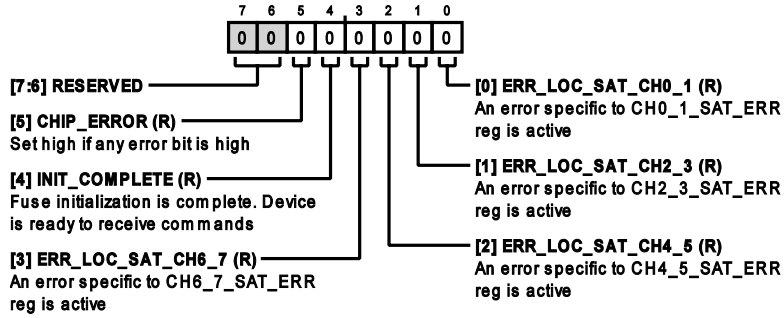 7 6 5 4 3 2 1 0
0 0 0 0 0 0 0 0
[7:6] RESERVED
[5] CHIP_ERROR (R)
Set high if any error bit is high
[4] INIT_COMPLETE (R)
Fuse initialization is complete. Device
is ready to receive commands
[3] ERR_LOC_SAT_CH6_7 (R)
An error specific to CH6_7_SAT_ERR
reg is active
[0] ERR_LOC_SAT_CH0_1 (R)
An error specific to CH0_1_SAT_ERR
reg is active
[1] ERR_LOC_SAT_CH2_3 (R)
An error specific to CH2_3_SAT_ERR
reg is active
[2] ERR_LOC_SAT_CH4_5 (R)
An error specific to CH4_5_SAT_ERR
reg is active